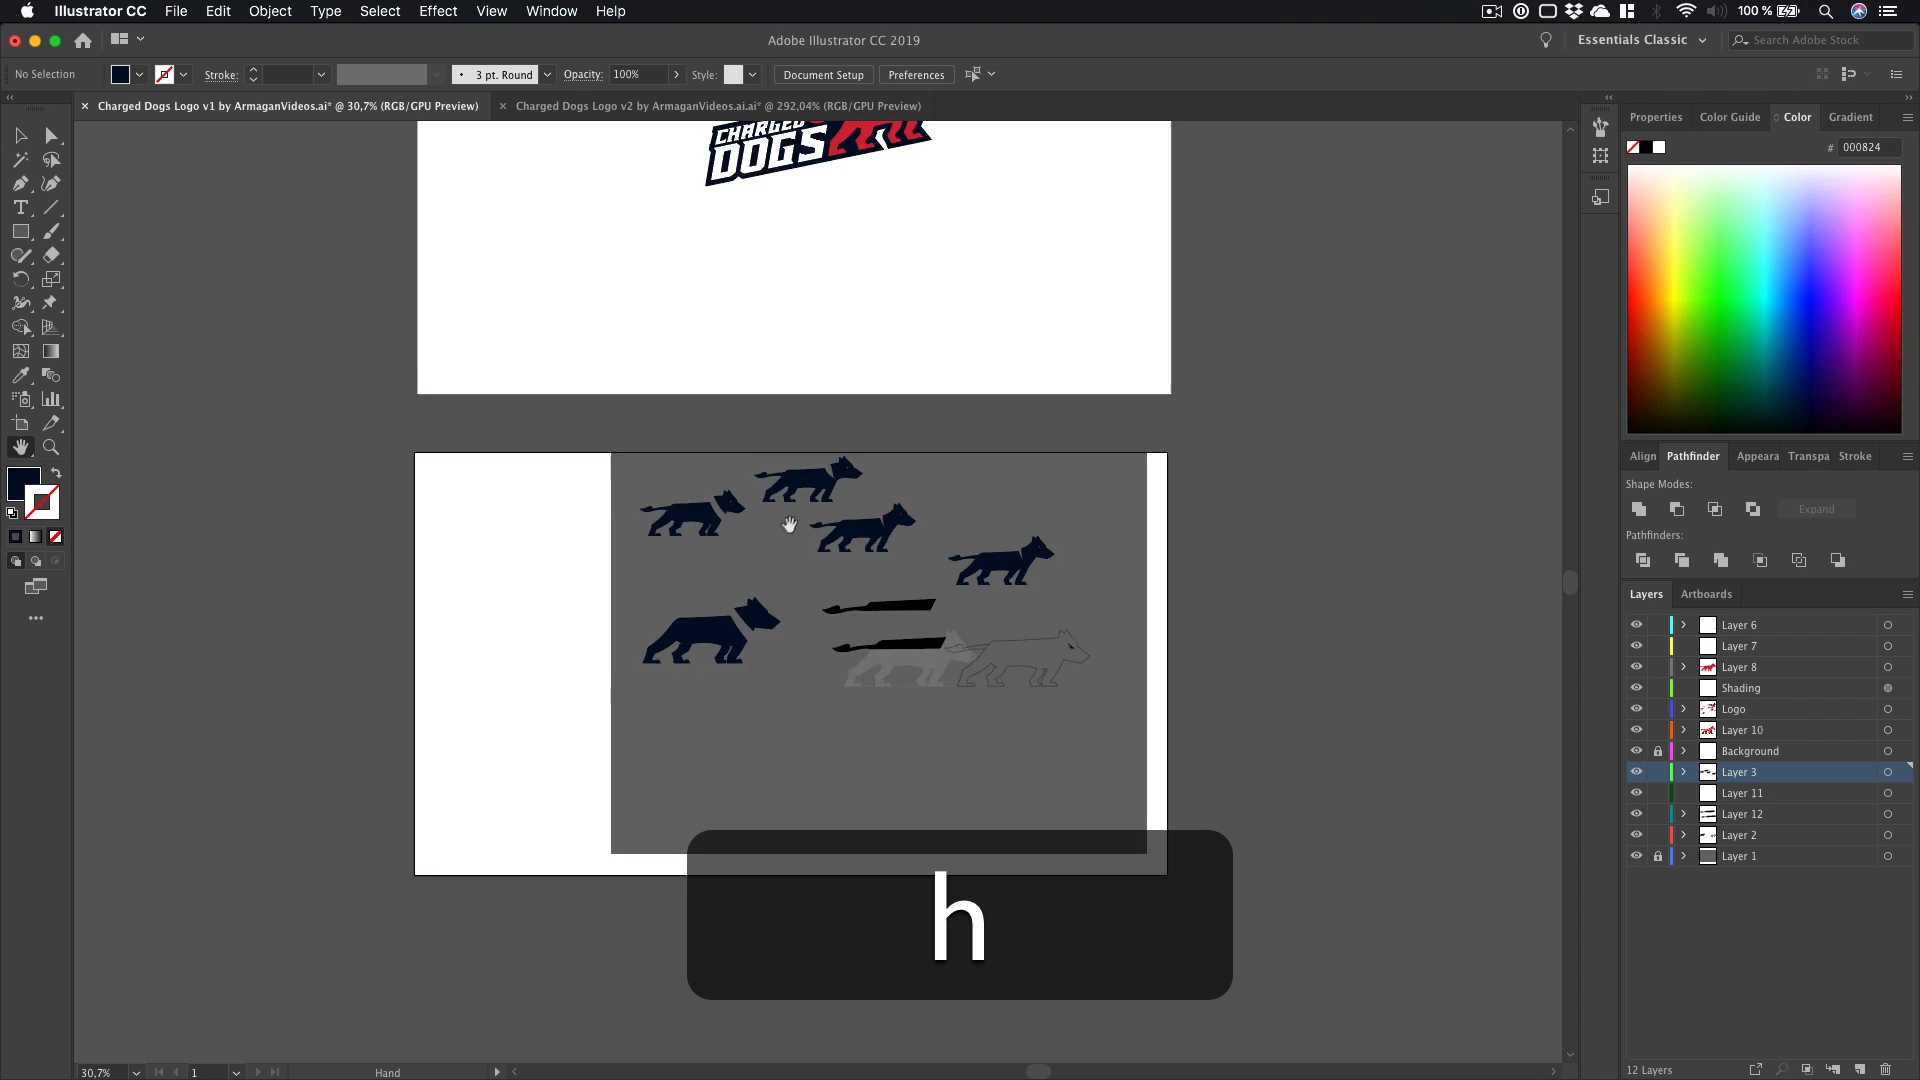 Illustrator CC File Edit Object Type Select Effect View Window Help
100 %
Adobe Illustrator CC 2019
Essentials Classic
Search Adobe Stock
No Selection
Stroke:
3 pt. Round
Opacity: 100%
Style:
Document Setup
Preferences
× Charged Dogs Logo v1 by ArmaganVideos.ai* @ 30,7% (RGB/GPU Preview)
× Charged Dogs Logo v2 by ArmaganVideos.ai.ai* @ 292,04% (RGB/GPU Preview)
Properties Color Guide Color Gradient
# 000824
CHARGED
DOGS
Align Pathfinder Appeara Transpa Stroke
Shape Modes:
Expand
Pathfinders:
Layers Artboards
Layer 6
Layer 7
Layer 8
Shading
Logo
Layer 10
Background
Layer 3
Layer 11
Layer 12
Layer 2
Layer 1
h
30,7%
1
Hand
12 Layers